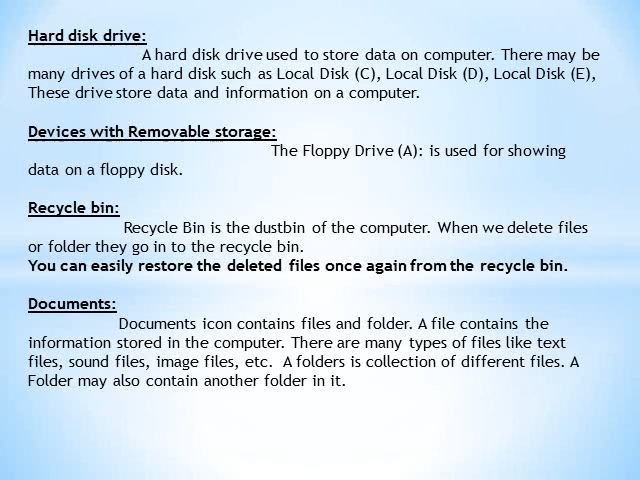 Hard disk drive:
A hard disk drive used to store data on computer. There may be
many drives of a hard disk such as Local Disk (C), Local Disk (D), Local Disk (E),
These drive store data and information on a computer.
Devices with Removable storage:
The Floppy Drive (A): is used for showing
data on a floppy disk.
Recycle bin:
Recycle Bin is the dustbin of the computer. When we delete files
or folder they go in to the recycle bin.
You can easily restore the deleted files once again from the recycle bin.
Documents:
Documents icon contains files and folder. A file contains the
information stored in the computer. There are many types of files like text
files, sound files, image files, etc.  A folders is collection of different files. A
Folder may also contain another folder in it.